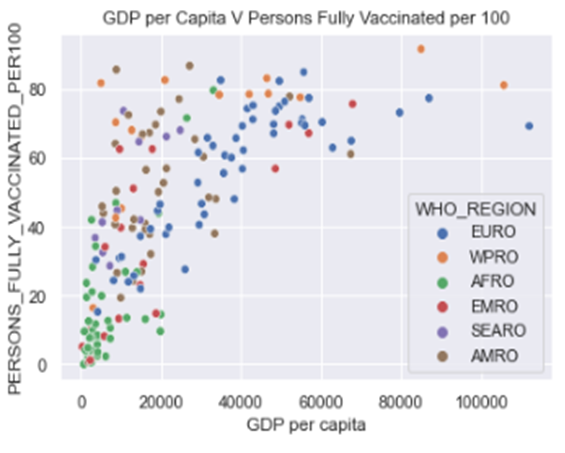 GDP per Capita V Persons Fully Vaccinated per 100
PERSONS_FULLY_VACCINATED_PER100
80
60
40
20
0
WHO_REGION
EURO
WPRO
AFRO
EMRO
SEARO
AMRO
0 20000 40000 60000 80000 100000
GDP per capita